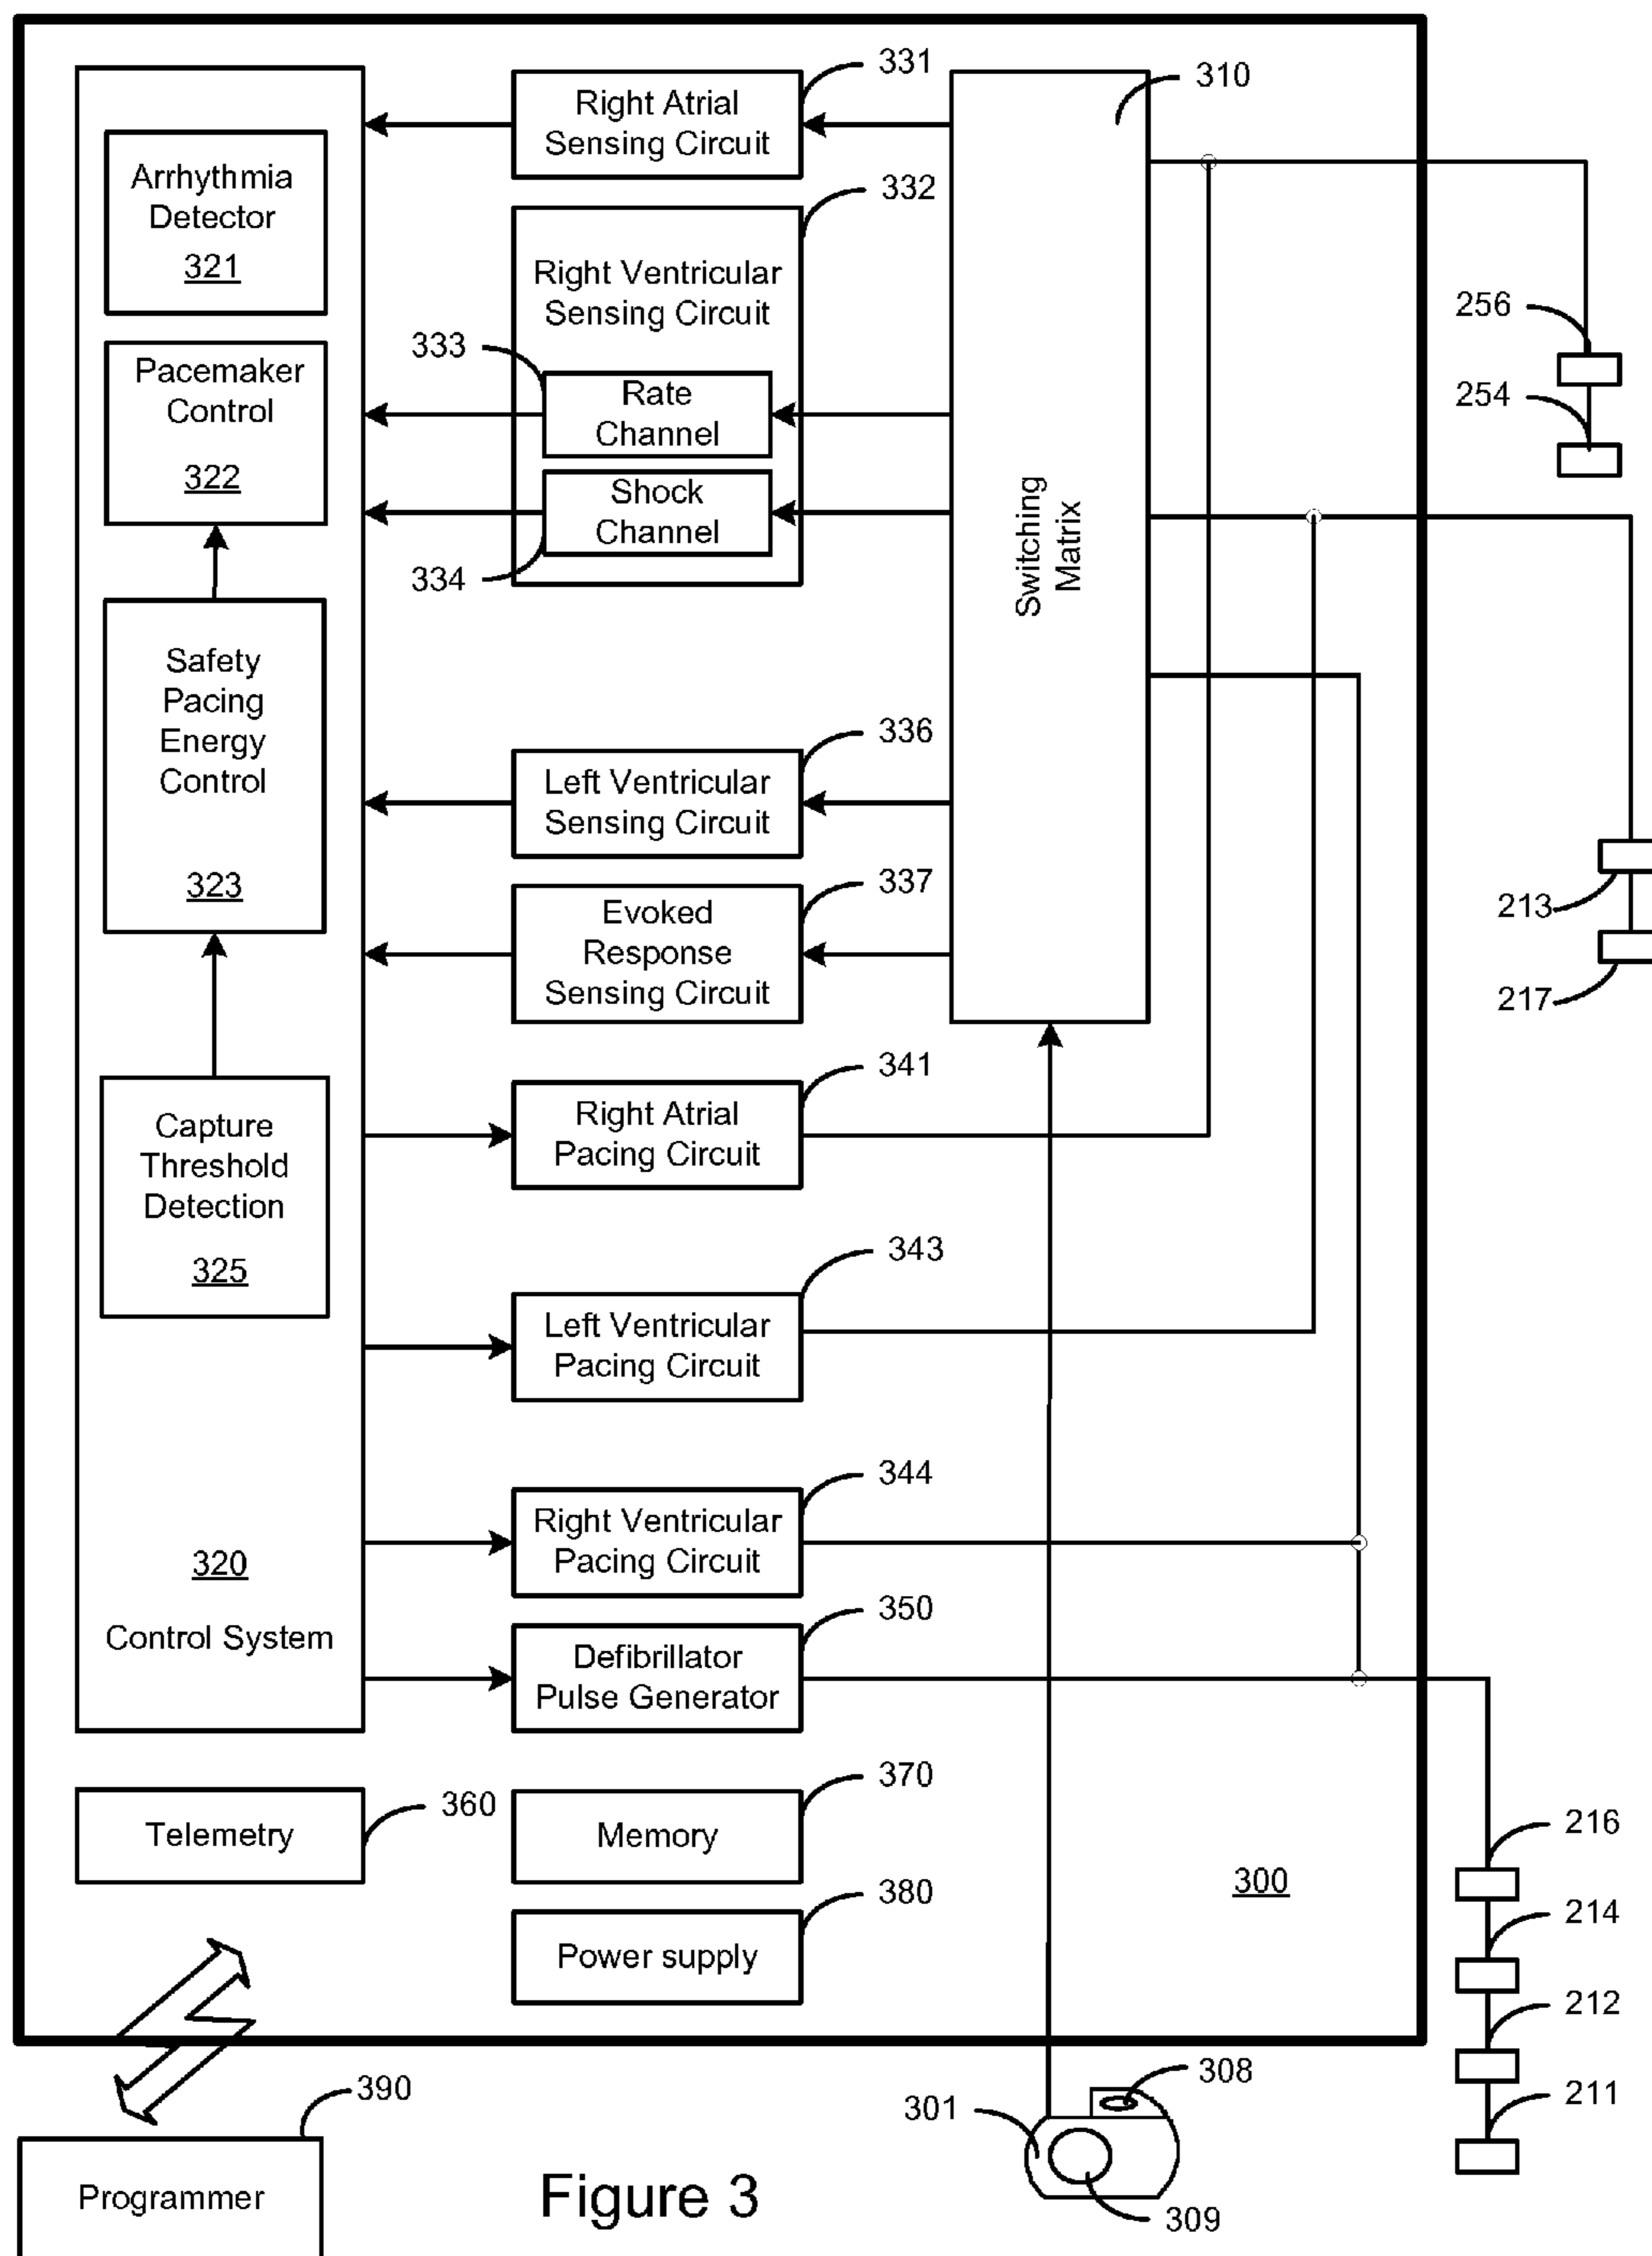 331
310
Right Atrial
Sensing Circuit
332
Arrhythmia
Detector
321
Right Ventricular
Sensing Circuit
256
333
Pacemaker
Control
322
Rate
Channel
254
Shock
Channel
334
Switching
Matrix
Safety
Pacing
Energy
Control
323
336
Left Ventricular
Sensing Circuit
337
Evoked
Response
Sensing Circuit
213
217
341
Right Atrial
Pacing Circuit
Capture
Threshold
Detection
325
343
Left Ventricular
Pacing Circuit
344
Right Ventricular
Pacing Circuit
320
Control System
350
Defibrillator
Pulse Generator
370
360
Telemetry
Memory
216
300
380
214
Power supply
212
308
390
301
211
Programmer
Figure 3
309